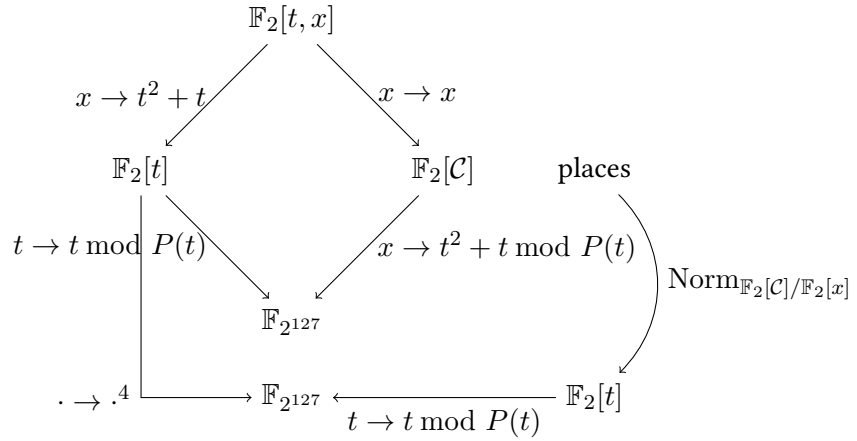 𝔽₂[t, x]
x → t² + t
x → x
𝔽₂[t]
𝔽₂[𝒞]
places
t → t mod P(t)
x → t² + t mod P(t)
Norm_{𝔽₂[𝒞]/𝔽₂[x]}
𝔽_{2^{127}}
· → ·⁴
𝔽_{2^{127}}
𝔽₂[t]
t → t mod P(t)